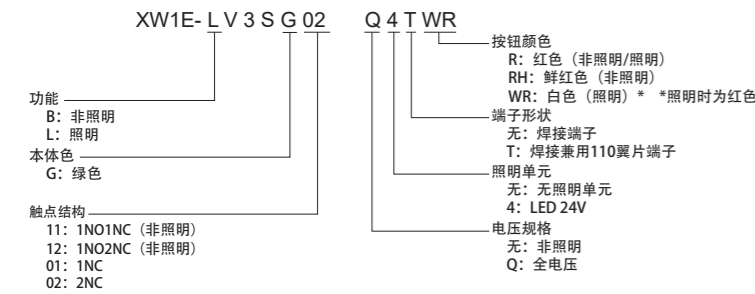 XW1E- L V 3 S G 02 Q 4 T WR
功能
B：非照明
L：照明
本体色
G：绿色
触点结构
11：1NO1NC（非照明）
12：1NO2NC（非照明）
01：1NC
02：2NC
按钮颜色
R：红色（非照明/照明）
RH：鲜红色（非照明）
WR：白色（照明）* *照明时为红色
端子形状
无：焊接端子
T：焊接兼用110翼片端子
照明单元
无：无照明单元
4：LED 24V
电压规格
无：非照明
Q：全电压